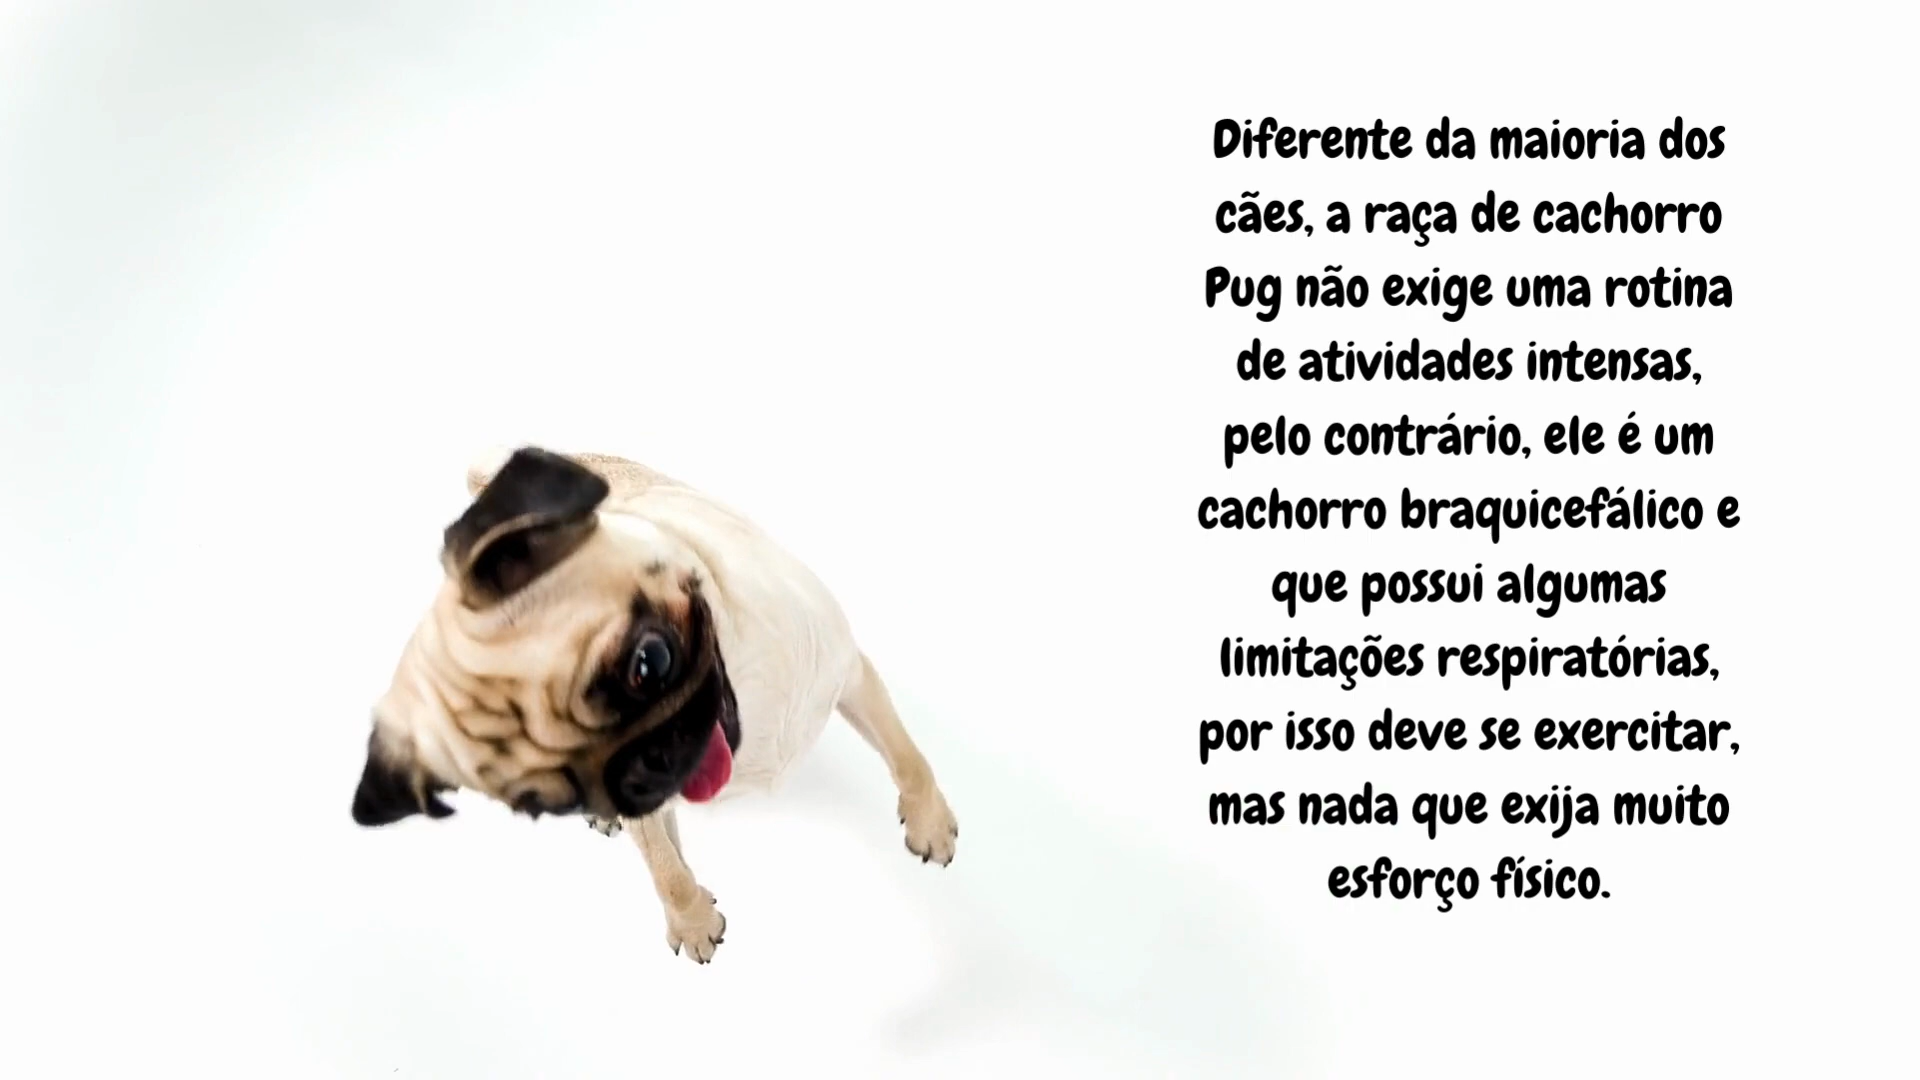 Diferente da maioria dos
cães, a raça de cachorro
Pug não exige uma rotina
de atividades intensas,
pelo contrário, ele é um
cachorro braquicefálico e
que possui algumas
limitações respiratórias,
por isso deve se exercitar,
mas nada que exija muito
esforço físico.